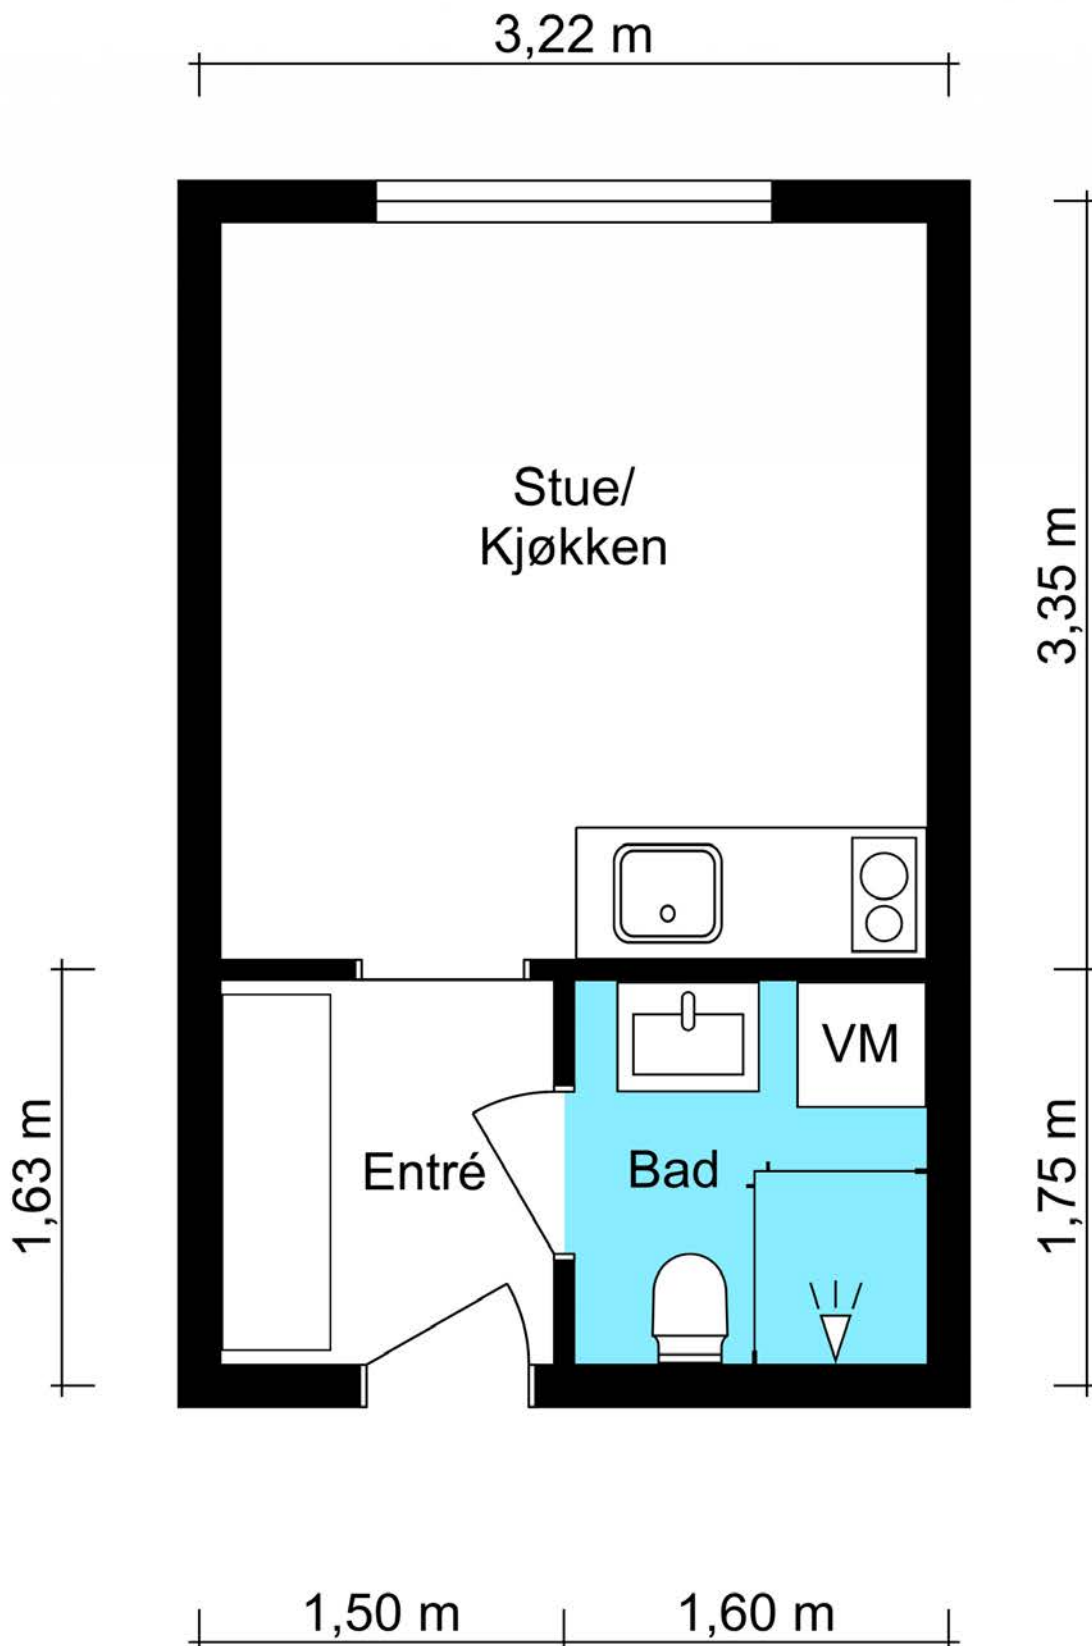 3,22 m
Stue/
Kjøkken
3,35 m
VM
Entré
Bad
1,63 m
1,75 m
1,50 m
1,60 m